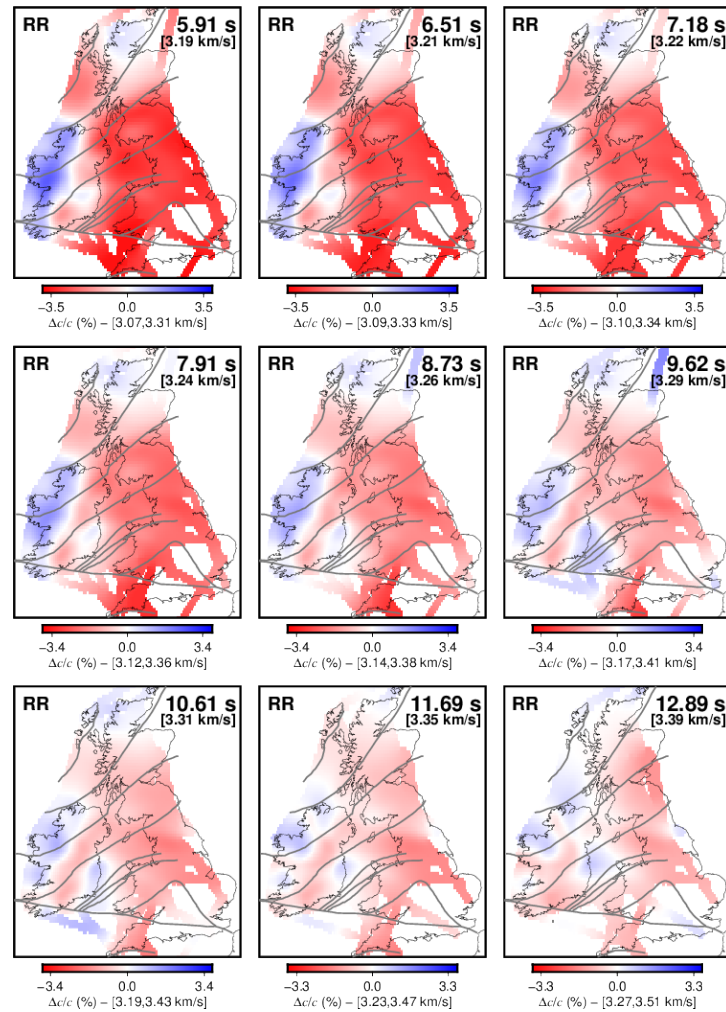 RR 5.91 s
[3.19 km/s]
RR 6.51 s
[3.21 km/s]
RR 7.18 s
[3.22 km/s]
−3.5 0.0 3.5
Δc/c (%) − [3.07,3.31 km/s]
−3.5 0.0 3.5
Δc/c (%) − [3.09,3.33 km/s]
−3.5 0.0 3.5
Δc/c (%) − [3.10,3.34 km/s]
RR 7.91 s
[3.24 km/s]
RR 8.73 s
[3.26 km/s]
RR 9.62 s
[3.29 km/s]
−3.4 0.0 3.4
Δc/c (%) − [3.12,3.36 km/s]
−3.4 0.0 3.4
Δc/c (%) − [3.14,3.38 km/s]
−3.4 0.0 3.4
Δc/c (%) − [3.17,3.41 km/s]
RR 10.61 s
[3.31 km/s]
RR 11.69 s
[3.35 km/s]
RR 12.89 s
[3.39 km/s]
−3.4 0.0 3.4
Δc/c (%) − [3.19,3.43 km/s]
−3.3 0.0 3.3
Δc/c (%) − [3.23,3.47 km/s]
−3.3 0.0 3.3
Δc/c (%) − [3.27,3.51 km/s]